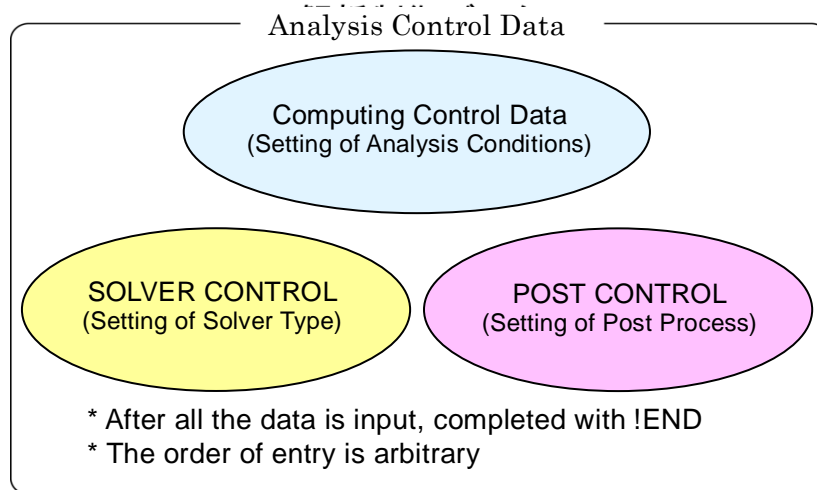 Analysis Control Data
Computing Control Data
(Setting of Analysis Conditions)
SOLVER CONTROL
(Setting of Solver Type)
POST CONTROL
(Setting of Post Process)
* After all the data is input, completed with !END
* The order of entry is arbitrary